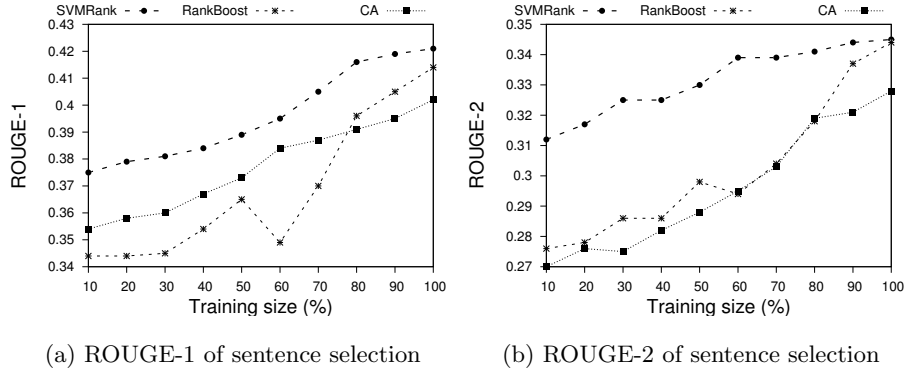 SVMRank RankBoost CA
0.43
0.42
0.41
0.4
0.39
0.38
0.37
0.36
0.35
0.34
ROUGE-1
10 20 30 40 50 60 70 80 90 100
Training size (%)
(a) ROUGE-1 of sentence selection
SVMRank RankBoost CA
0.35
0.34
0.33
0.32
0.31
0.3
0.29
0.28
0.27
ROUGE-2
10 20 30 40 50 60 70 80 90 100
Training size (%)
(b) ROUGE-2 of sentence selection